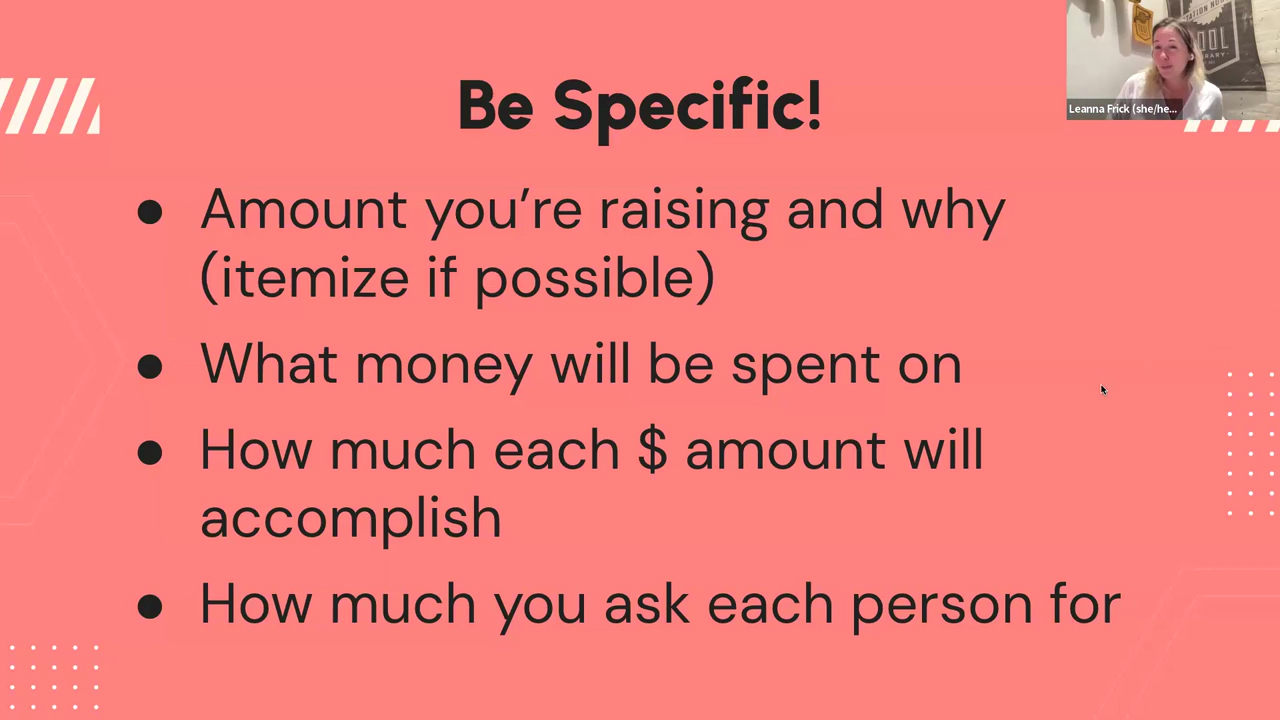 Be Specific!
● Amount you’re raising and why
(itemize if possible)
● What money will be spent on
● How much each $ amount will
accomplish
● How much you ask each person for
Leanna Frick (she/he...